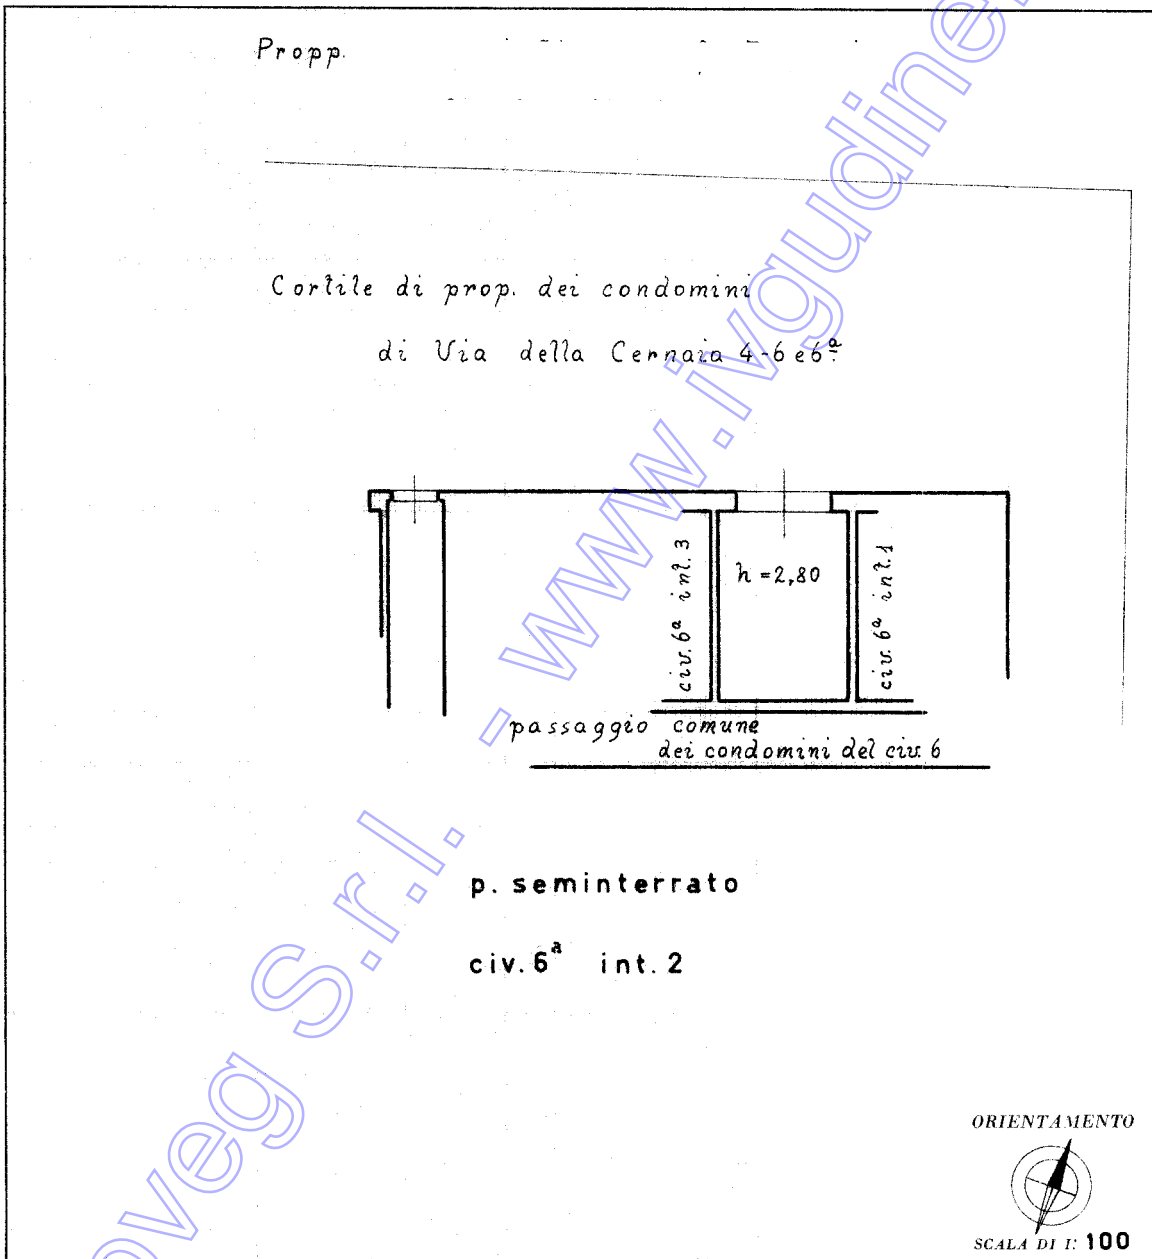 Propp.
Cortile di prop. dei condomini
di Via della Cernaia 4-6 e 6ª
civ. 6ª int. 3
h = 2,80
civ. 6ª int. 1
passaggio comune
dei condomini del civ. 6
p. seminterrato
civ. 6ª int. 2
ORIENTAMENTO
SCALA DI 1: 100
oveg S.r.l. - www.ivgudine